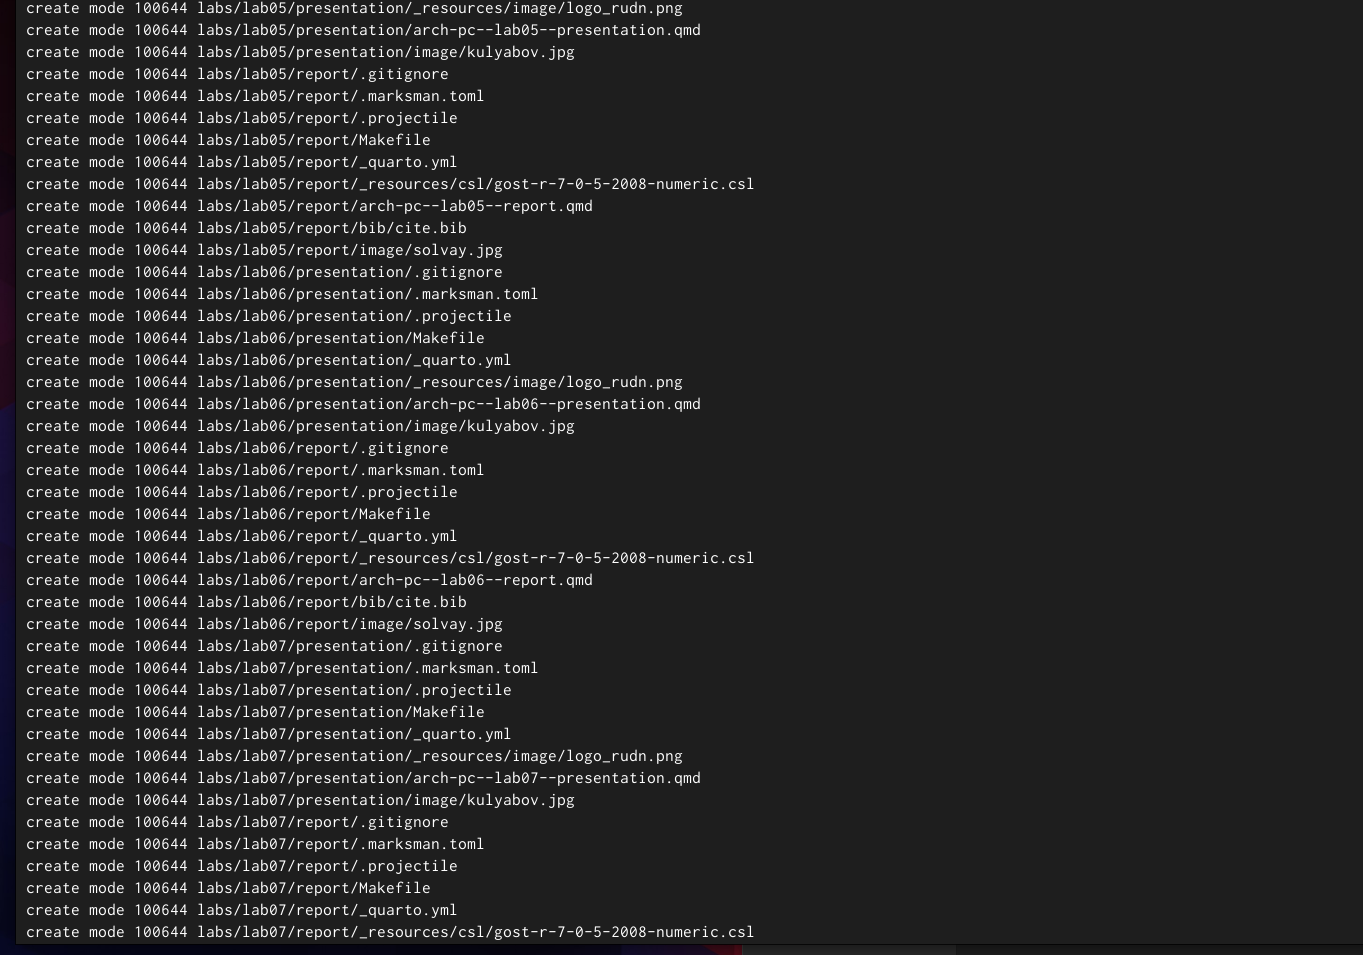 create mode 100644 labs/lab05/presentation/_resources/image/logo_rudn.png
create mode 100644 labs/lab05/presentation/arch-pc--lab05--presentation.qmd
create mode 100644 labs/lab05/presentation/image/kulyabov.jpg
create mode 100644 labs/lab05/report/.gitignore
create mode 100644 labs/lab05/report/.marksman.toml
create mode 100644 labs/lab05/report/.projectile
create mode 100644 labs/lab05/report/Makefile
create mode 100644 labs/lab05/report/_quarto.yml
create mode 100644 labs/lab05/report/_resources/csl/gost-r-7-0-5-2008-numeric.csl
create mode 100644 labs/lab05/report/arch-pc--lab05--report.qmd
create mode 100644 labs/lab05/report/bib/cite.bib
create mode 100644 labs/lab05/report/image/solvay.jpg
create mode 100644 labs/lab06/presentation/.gitignore
create mode 100644 labs/lab06/presentation/.marksman.toml
create mode 100644 labs/lab06/presentation/.projectile
create mode 100644 labs/lab06/presentation/Makefile
create mode 100644 labs/lab06/presentation/_quarto.yml
create mode 100644 labs/lab06/presentation/_resources/image/logo_rudn.png
create mode 100644 labs/lab06/presentation/arch-pc--lab06--presentation.qmd
create mode 100644 labs/lab06/presentation/image/kulyabov.jpg
create mode 100644 labs/lab06/report/.gitignore
create mode 100644 labs/lab06/report/.marksman.toml
create mode 100644 labs/lab06/report/.projectile
create mode 100644 labs/lab06/report/Makefile
create mode 100644 labs/lab06/report/_quarto.yml
create mode 100644 labs/lab06/report/_resources/csl/gost-r-7-0-5-2008-numeric.csl
create mode 100644 labs/lab06/report/arch-pc--lab06--report.qmd
create mode 100644 labs/lab06/report/bib/cite.bib
create mode 100644 labs/lab06/report/image/solvay.jpg
create mode 100644 labs/lab07/presentation/.gitignore
create mode 100644 labs/lab07/presentation/.marksman.toml
create mode 100644 labs/lab07/presentation/.projectile
create mode 100644 labs/lab07/presentation/Makefile
create mode 100644 labs/lab07/presentation/_quarto.yml
create mode 100644 labs/lab07/presentation/_resources/image/logo_rudn.png
create mode 100644 labs/lab07/presentation/arch-pc--lab07--presentation.qmd
create mode 100644 labs/lab07/presentation/image/kulyabov.jpg
create mode 100644 labs/lab07/report/.gitignore
create mode 100644 labs/lab07/report/.marksman.toml
create mode 100644 labs/lab07/report/.projectile
create mode 100644 labs/lab07/report/Makefile
create mode 100644 labs/lab07/report/_quarto.yml
create mode 100644 labs/lab07/report/_resources/csl/gost-r-7-0-5-2008-numeric.csl